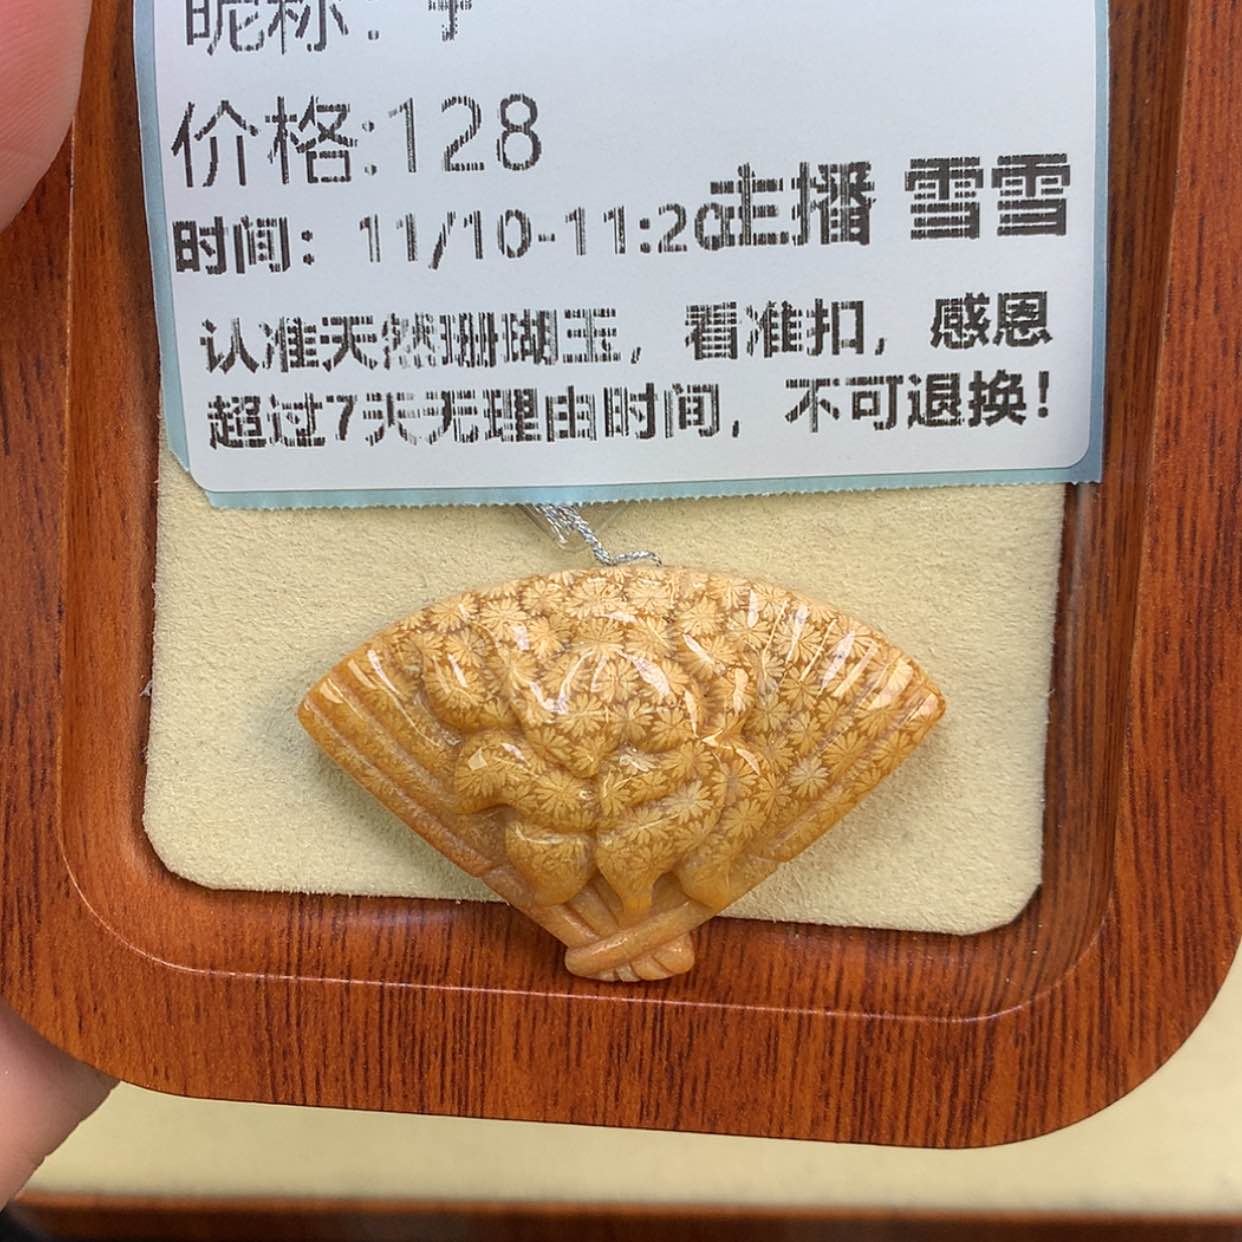 昵称:
价格:128
时间: 11/10-11:20主播 雪雪
认准天然珊瑚玉, 看准扣, 感恩
超过7天无理由时间, 不可退换!